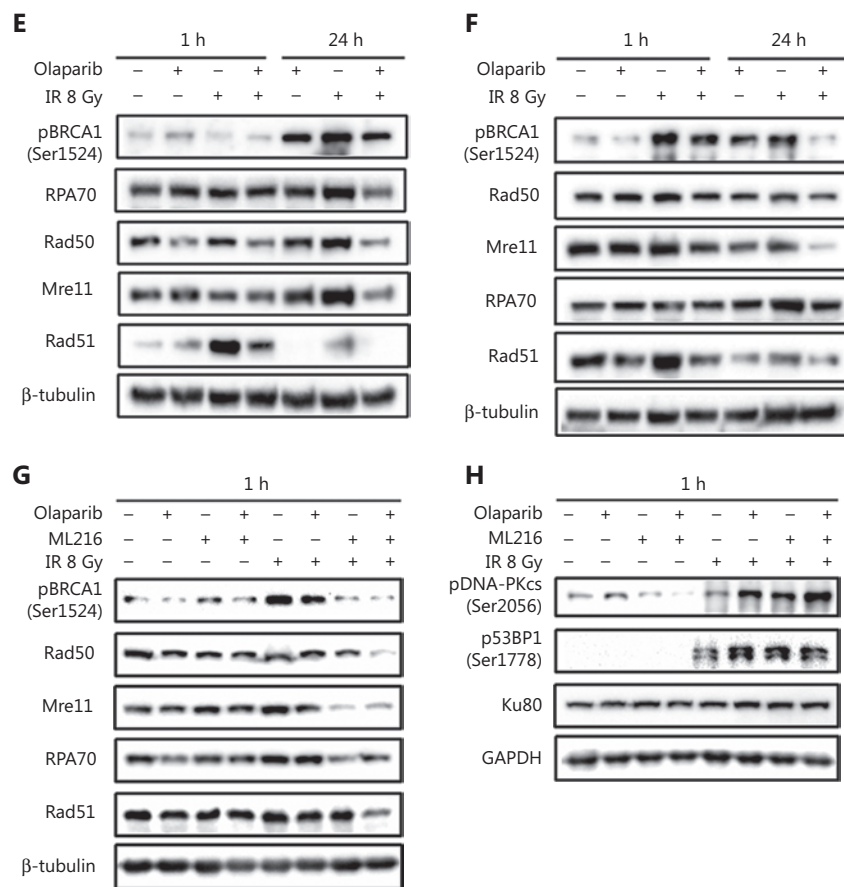 E
1 h 24 h
Olaparib – + – + + – +
IR 8 Gy – – + + – + +
pBRCA1
(Ser1524)
RPA70
Rad50
Mre11
Rad51
β-tubulin
F
1 h 24 h
Olaparib – + – + + – +
IR 8 Gy – – + + – + +
pBRCA1
(Ser1524)
Rad50
Mre11
RPA70
Rad51
β-tubulin
G
1 h
Olaparib – + – + – + – +
ML216 – – + + – – + +
IR 8 Gy – – – – + + + +
pBRCA1
(Ser1524)
Rad50
Mre11
RPA70
Rad51
β-tubulin
H
1 h
Olaparib – + – + – + – +
ML216 – – + + – – + +
IR 8 Gy – – – – + + + +
pDNA-PKcs
(Ser2056)
p53BP1
(Ser1778)
Ku80
GAPDH